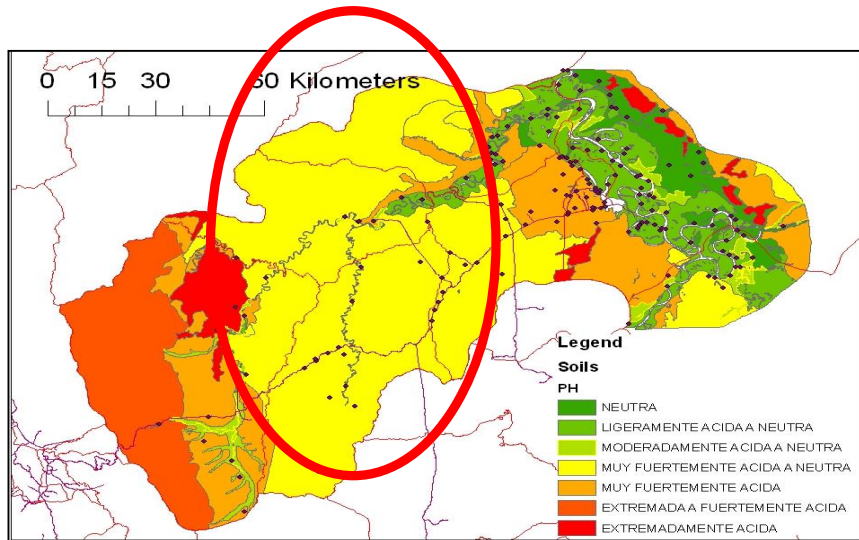 0 15 30 60 Kilometers
Legend
Soils
PH
NEUTRA
LIGERAMENTE ACIDA A NEUTRA
MODERADAMENTE ACIDA A NEUTRA
MUY FUERTEMENTE ACIDA A NEUTRA
MUY FUERTEMENTE ACIDA
EXTREMADA A FUERTEMENTE ACIDA
EXTREMADAMENTE ACIDA